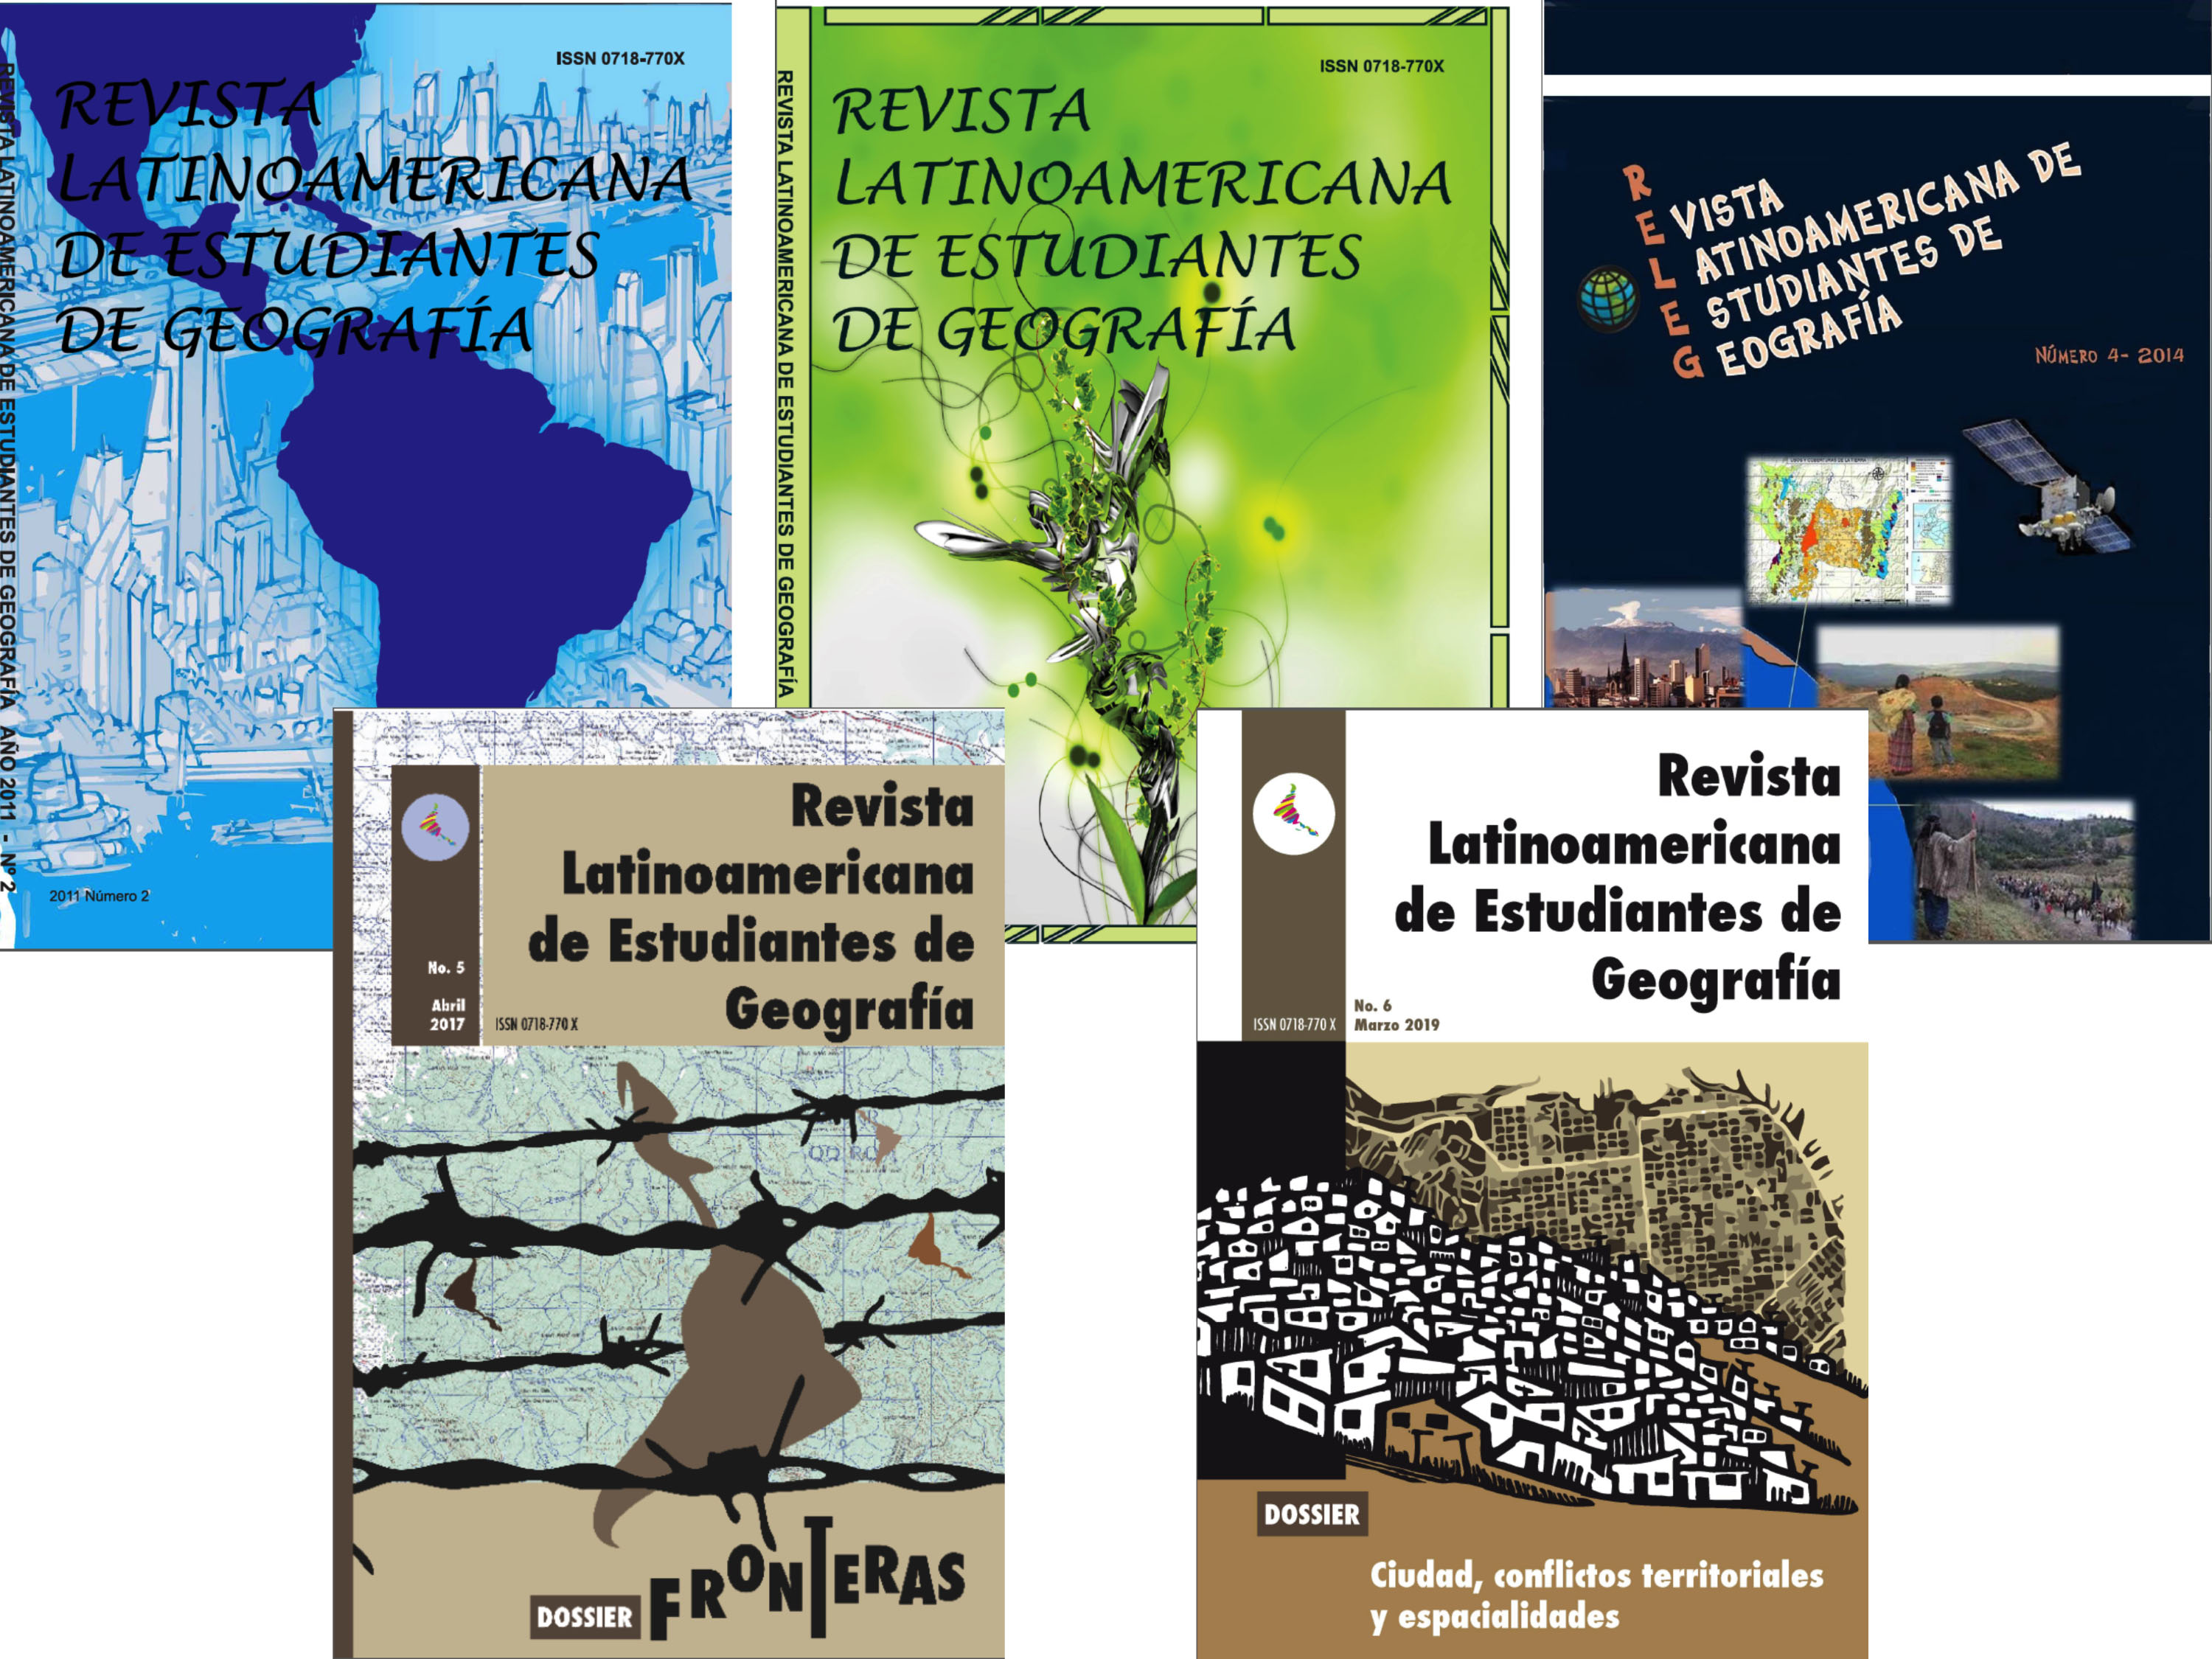 REVISTA LATINOAMERICANA DE ESTUDIANTES DE GEOGRAFÍA AÑO 2011 - Nº 2
ISSN 0718-770X
REVISTA
LATINOAMERICANA
DE ESTUDIANTES
DE GEOGRAFÍA
2011 Número 2
REVISTA LATINOAMERICANA DE ESTUDIANTES DE GEOGRAFÍA
ISSN 0718-770X
REVISTA
LATINOAMERICANA
DE ESTUDIANTES
DE GEOGRAFÍA
REVISTA
LATINOAMERICANA DE
ESTUDIANTES DE
GEOGRAFÍA
NÚMERO 4- 2014
Revista
Latinoamericana
de Estudiantes de
Geografía
No. 5
Abril
2017
ISSN 0718-770 X
DOSSIER FRONTERAS
Revista
Latinoamericana
de Estudiantes de
Geografía
No. 6
ISSN 0718-770 X Marzo 2019
DOSSIER
Ciudad, conflictos territoriales
y espacialidades